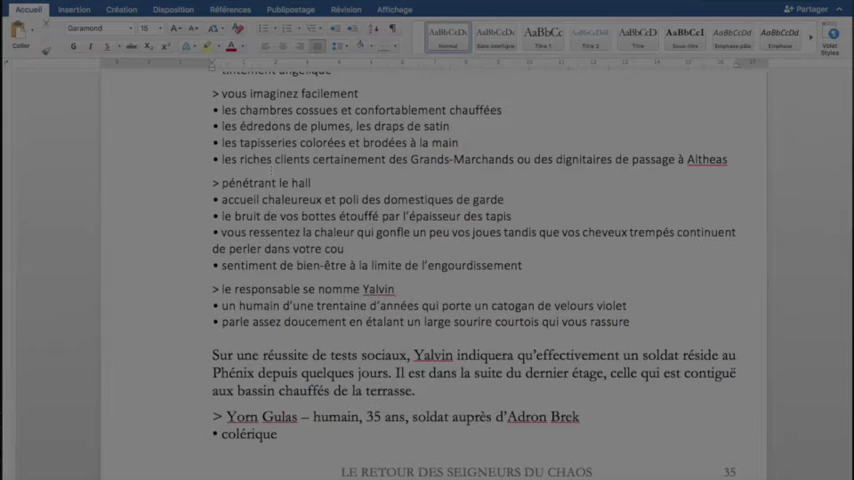 Accueil Insertion Création Disposition Références Publipostage Révision Affichage Partager
Coller Garamond 15 AaBbCcDd AaBbCcDd AaBbCc AaBbCcDd AaBbC AaBbCcI AaBbCcDd AaBbCcDd Volet
Normal Sans interligne Titre 1 Titre 2 Titre Sous-titre Emphase pâle Emphase Styles
tintement angélique
> vous imaginez facilement
• les chambres cossues et confortablement chauffées
• les édredons de plumes, les draps de satin
• les tapisseries colorées et brodées à la main
• les riches clients certainement des Grands-Marchands ou des dignitaires de passage à Altheas
> pénétrant le hall
• accueil chaleureux et poli des domestiques de garde
• le bruit de vos bottes étouffé par l’épaisseur des tapis
• vous ressentez la chaleur qui gonfle un peu vos joues tandis que vos cheveux trempés continuent
de perler dans votre cou
• sentiment de bien-être à la limite de l’engourdissement
> le responsable se nomme Yalvin
• un humain d’une trentaine d’années qui porte un catogan de velours violet
• parle assez doucement en étalant un large sourire courtois qui vous rassure
Sur une réussite de tests sociaux, Yalvin indiquera qu’effectivement un soldat réside au
Phénix depuis quelques jours. Il est dans la suite du dernier étage, celle qui est contiguë
aux bassin chauffés de la terrasse.
> Yorn Gulas – humain, 35 ans, soldat auprès d’Adron Brek
• colérique
LE RETOUR DES SEIGNEURS DU CHAOS 35